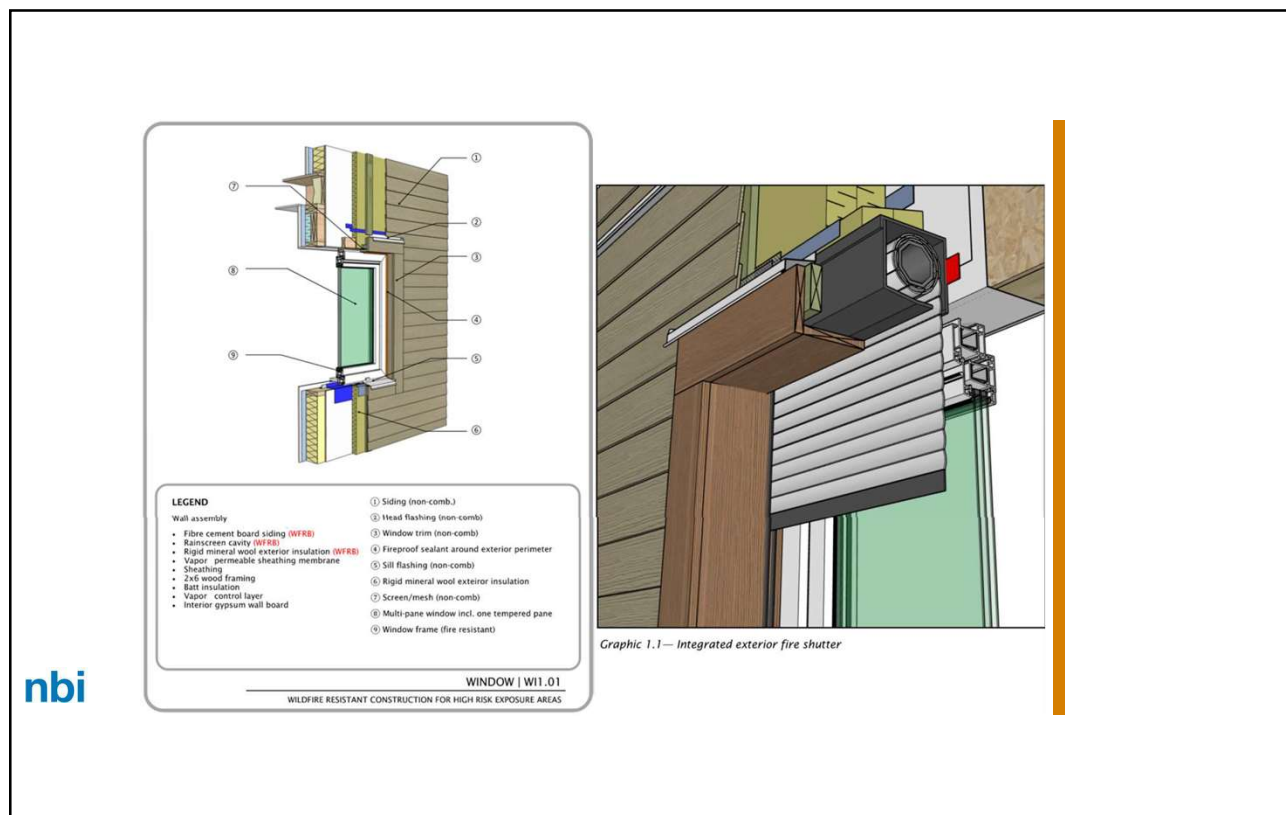 ①
⑦
②
③
⑧
④
⑨
⑤
⑥
LEGEND
Wall assembly
• Fibre cement board siding (WFRB)
• Rainscreen cavity (WFRB)
• Rigid mineral wool exterior insulation (WFRB)
• Vapor permeable sheathing membrane
• Sheathing
• 2x6 wood framing
• Batt insulation
• Vapor control layer
• Interior gypsum wall board
① Siding (non-comb.)
② Head flashing (non-comb)
③ Window trim (non-comb)
④ Fireproof sealant around exterior perimeter
⑤ Sill flashing (non-comb)
⑥ Rigid mineral wool exteiror insulation
⑦ Screen/mesh (non-comb)
⑧ Multi-pane window incl. one tempered pane
⑨ Window frame (fire resistant)
WINDOW | WI1.01
WILDFIRE RESISTANT CONSTRUCTION FOR HIGH RISK EXPOSURE AREAS
Graphic 1.1— Integrated exterior fire shutter
nbi